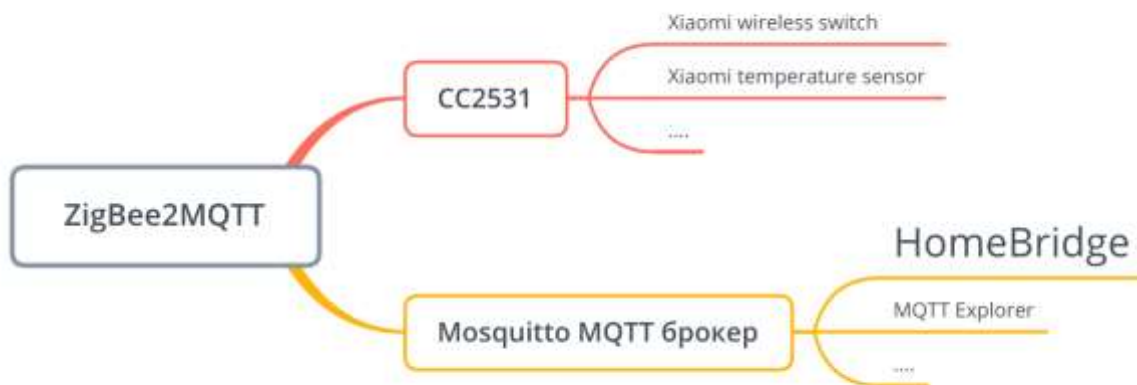 Xiaomi wireless switch
CC2531
Xiaomi temperature sensor
....
ZigBee2MQTT
HomeBridge
Mosquitto MQTT брокер
MQTT Explorer
....